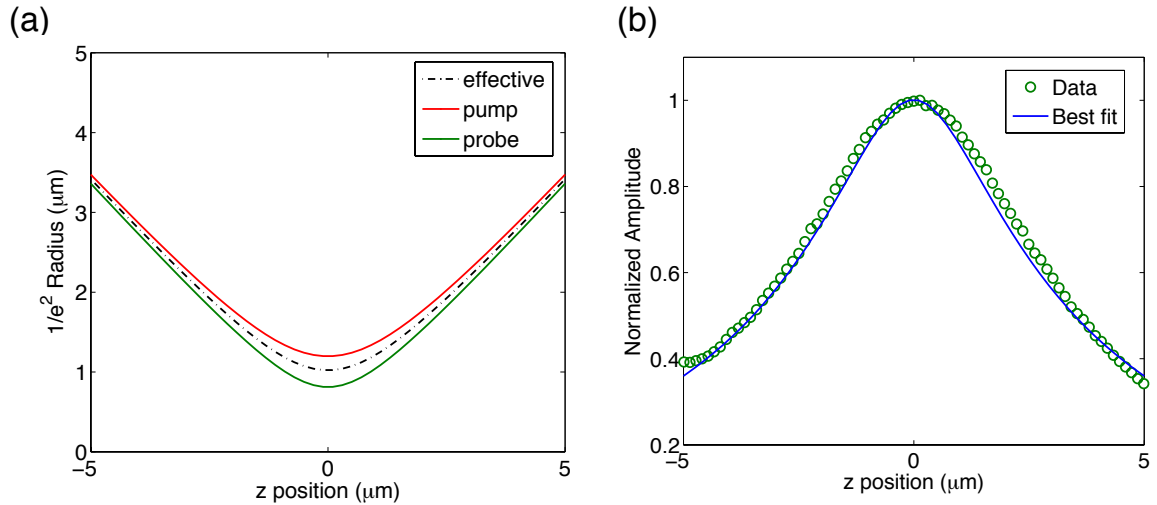 (a)
5
4
3
2
1
0
−5
0
5
1/e² Radius (μm)
z position (μm)
effective
pump
probe
(b)
1
0.8
0.6
0.4
0.2
−5
0
5
Normalized Amplitude
z position (μm)
Data
Best fit